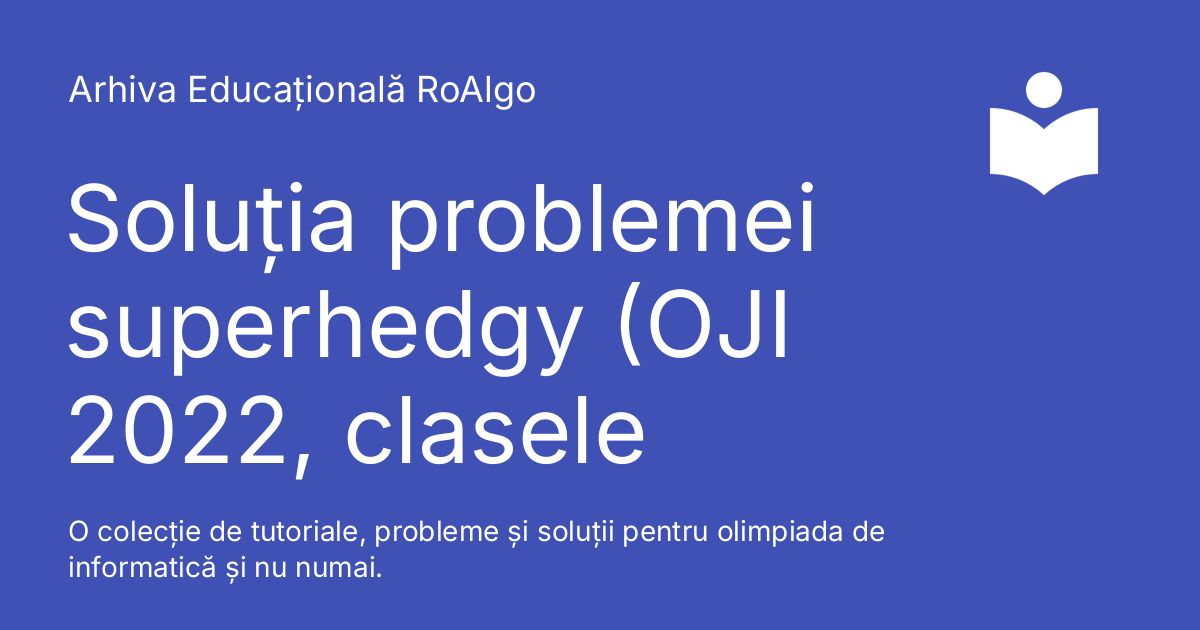 Arhiva Educațională RoAlgo
Soluția problemei
superhedgy (OJI
2022, clasele
O colecție de tutoriale, probleme și soluții pentru olimpiada de
informatică și nu numai.